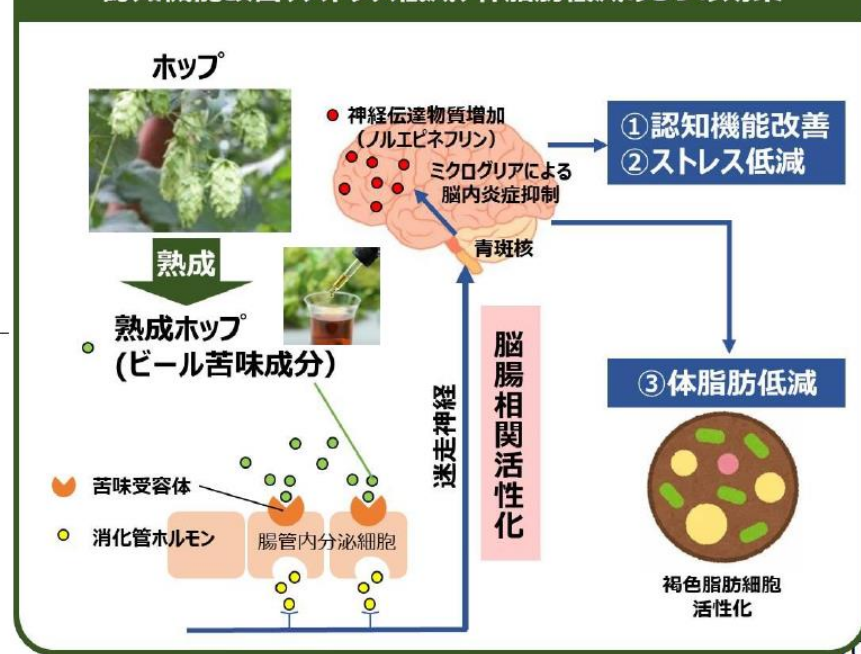 ホップ
熟成
熟成ホップ
(ビール苦味成分）
苦味受容体
消化管ホルモン
腸管内分泌細胞
迷走神経
脳腸相関活性化
神経伝達物質増加
（ノルエピネフリン）
ミクログリアによる
脳内炎症抑制
青斑核
①認知機能改善
②ストレス低減
③体脂肪低減
褐色脂肪細胞
活性化